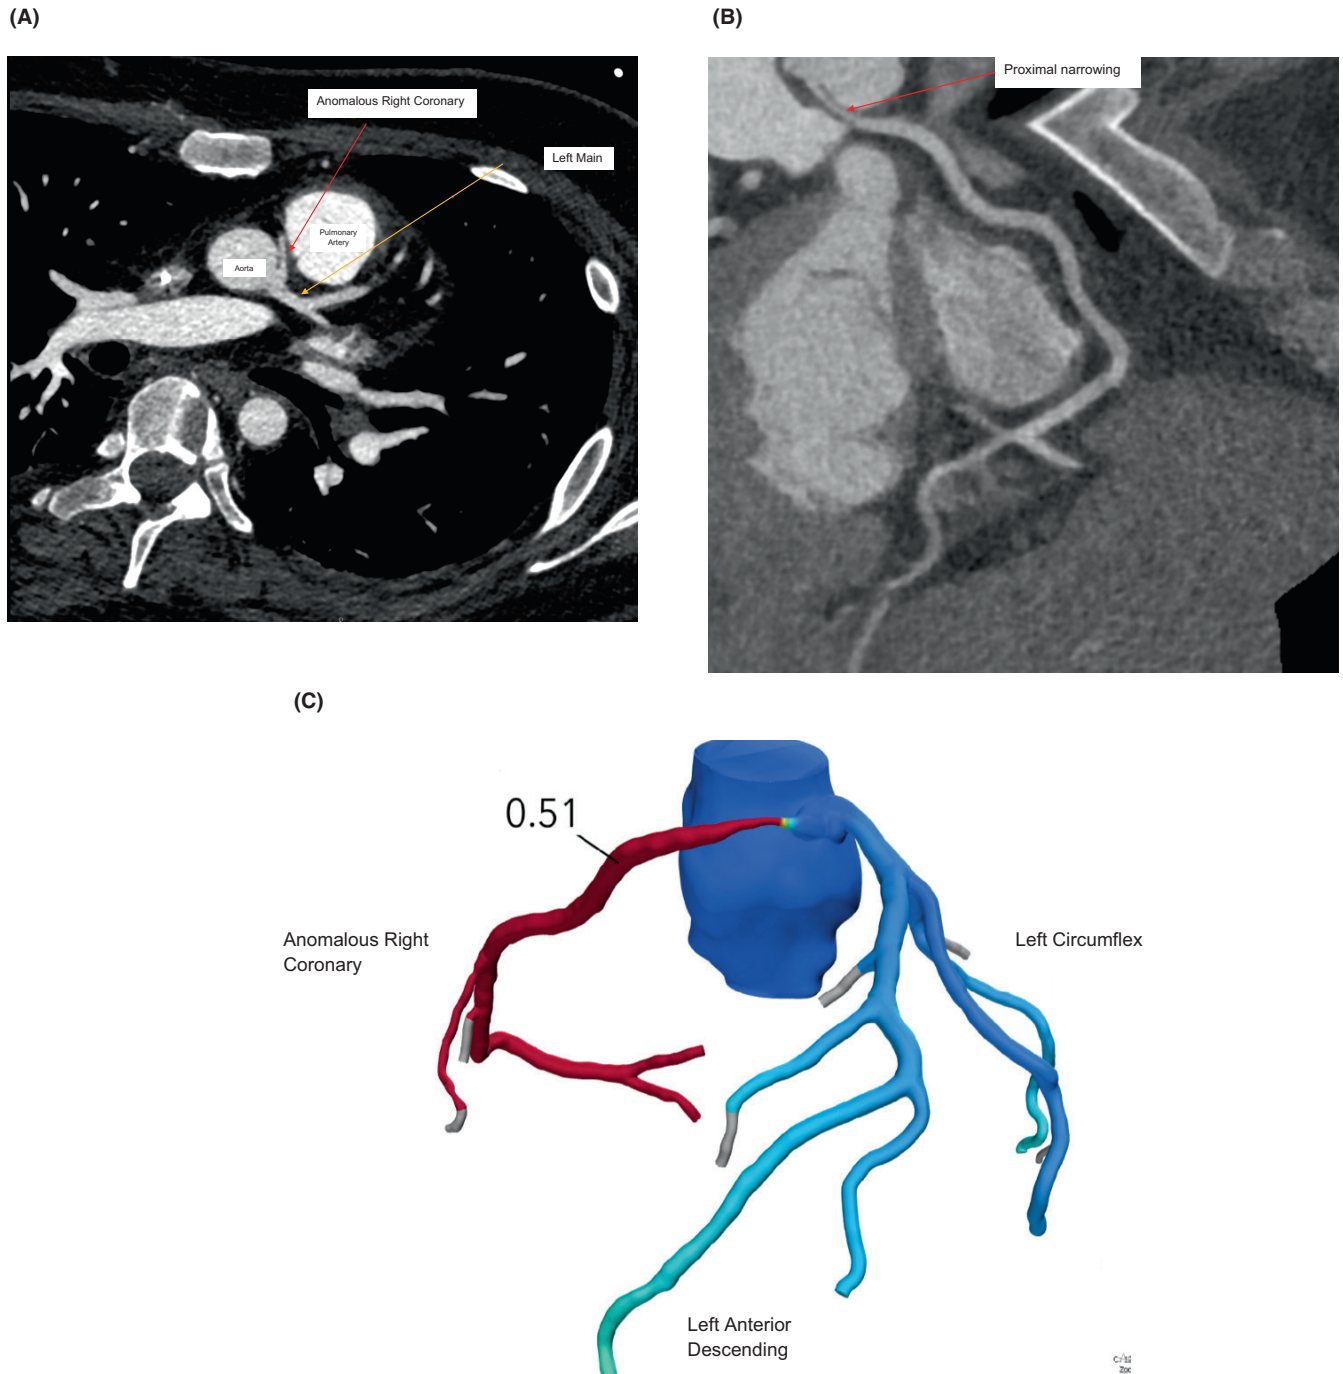 (A)
Anomalous Right Coronary
Left Main
Pulmonary
Artery
Aorta
(B)
Proximal narrowing
(C)
0.51
Anomalous Right
Coronary
Left Circumflex
Left Anterior
Descending